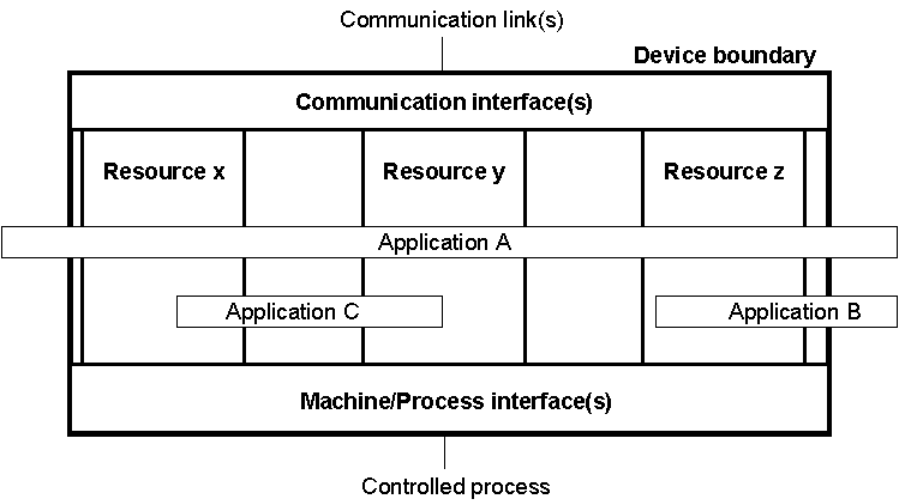 Communication link(s)
Device boundary
Communication interface(s)
Resource x
Resource y
Resource z
Application A
Application C
Application B
Machine/Process interface(s)
Controlled process